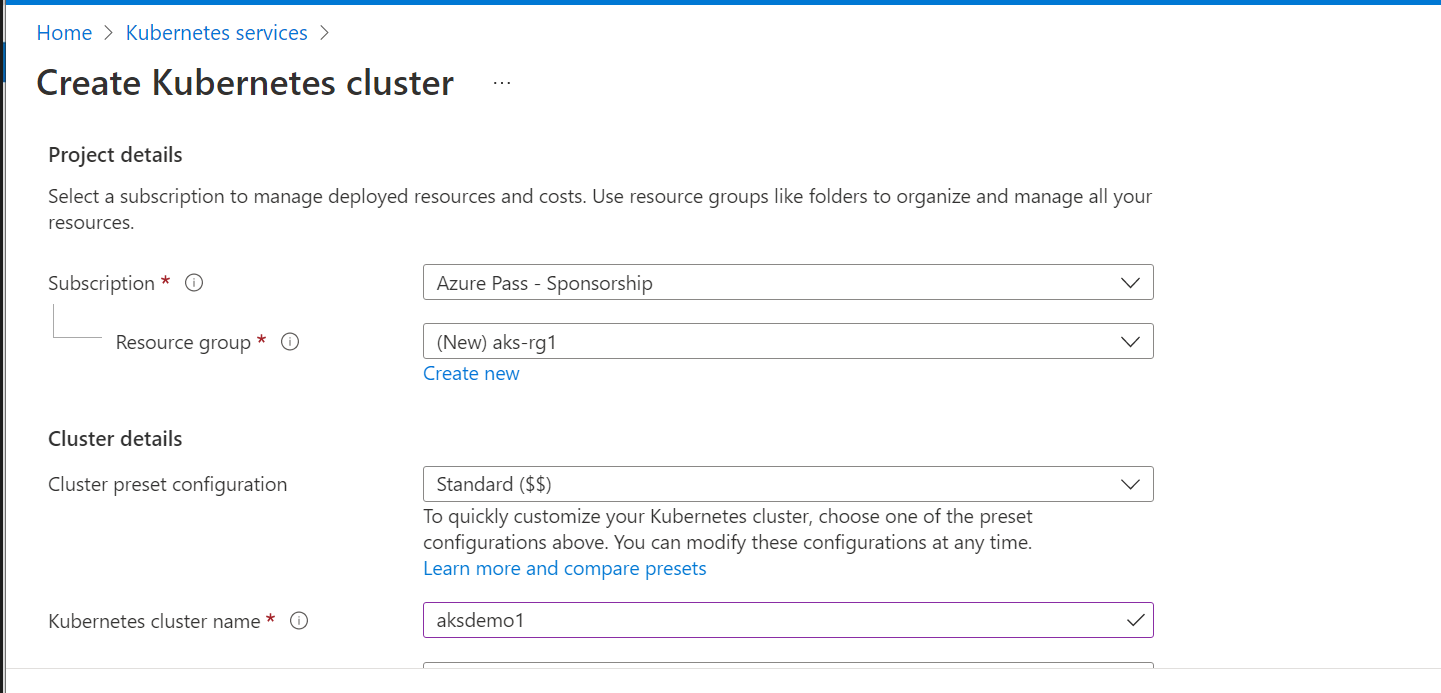 Home > Kubernetes services >
Create Kubernetes cluster ...
Project details
Select a subscription to manage deployed resources and costs. Use resource groups like folders to organize and manage all your
resources.
Subscription * Azure Pass - Sponsorship
Resource group * (New) aks-rg1
Create new
Cluster details
Cluster preset configuration Standard ($$)
To quickly customize your Kubernetes cluster, choose one of the preset
configurations above. You can modify these configurations at any time.
Learn more and compare presets
Kubernetes cluster name * aksdemo1